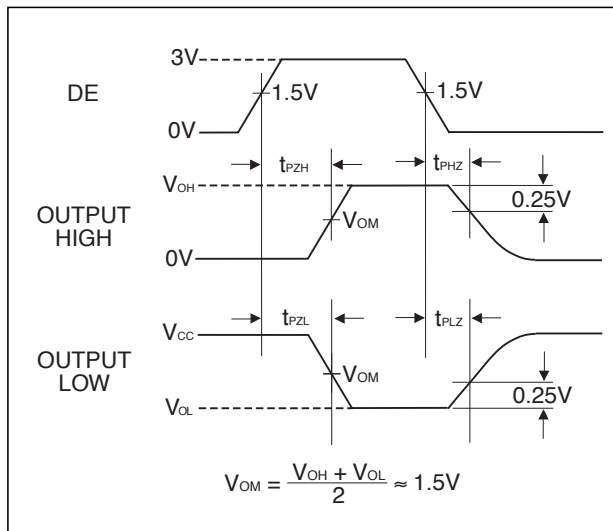 3V
DE
1.5V
1.5V
0V
tPZH
tPHZ
VOH
0.25V
OUTPUT
HIGH
VOM
0V
tPZL
tPLZ
VCC
OUTPUT
LOW
VOM
0.25V
VOL
VOM = VOH + VOL / 2 ≈ 1.5V